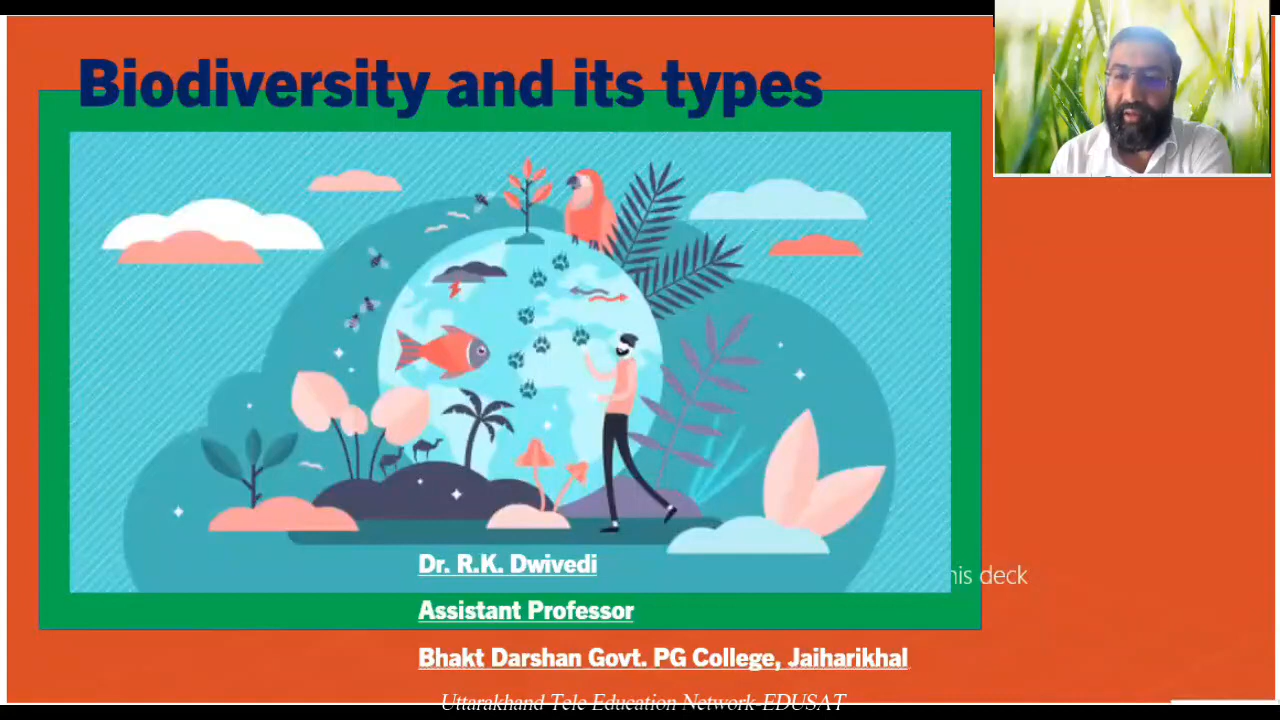 Biodiversity and its types
his deck
Dr. R.K. Dwivedi
Assistant Professor
Bhakt Darshan Govt. PG College, Jaiharikhal
Uttarakhand Tele Education Network-EDUSAT